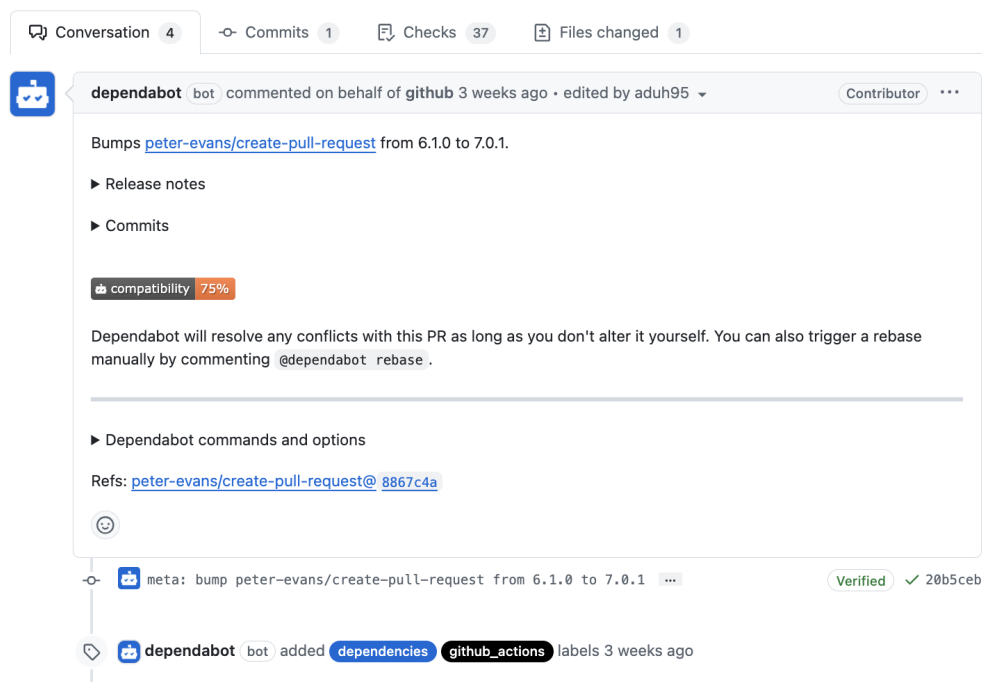 Conversation 4 Commits 1 Checks 37 Files changed 1
dependabot bot commented on behalf of github 3 weeks ago • edited by aduh95 Contributor ...
Bumps peter-evans/create-pull-request from 6.1.0 to 7.0.1.
Release notes
Commits
compatibility 75%
Dependabot will resolve any conflicts with this PR as long as you don't alter it yourself. You can also trigger a rebase
manually by commenting @dependabot rebase.
Dependabot commands and options
Refs: peter-evans/create-pull-request@ 8867c4a
meta: bump peter-evans/create-pull-request from 6.1.0 to 7.0.1 ... Verified 20b5ceb
dependabot bot added dependencies github_actions labels 3 weeks ago